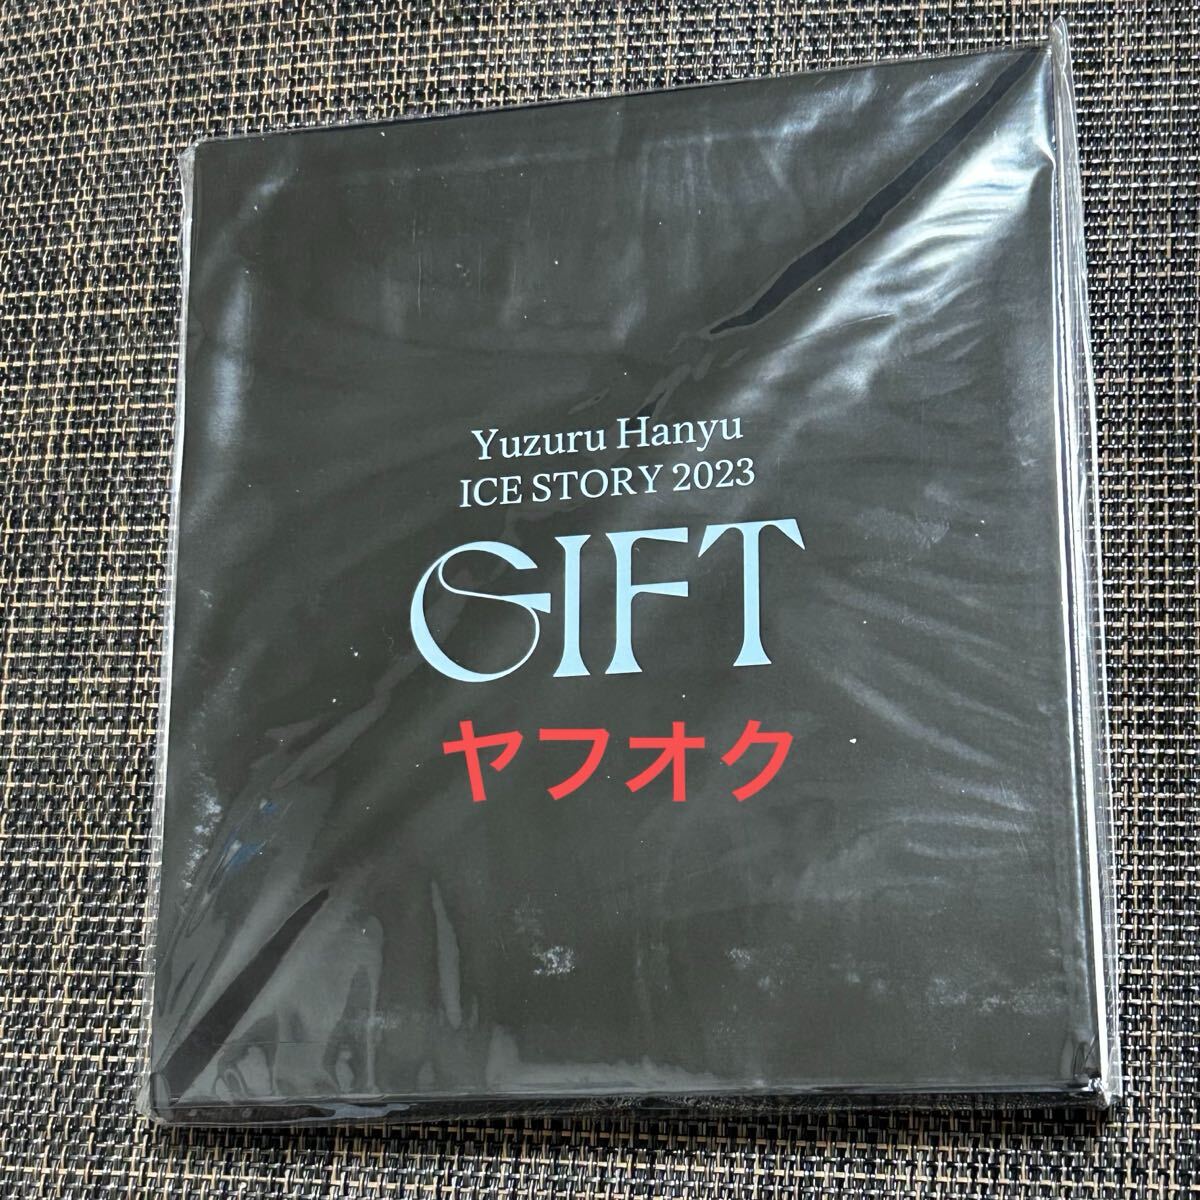 Yuzuru Hanyu
ICE STORY 2023
GIFT
ヤフオク